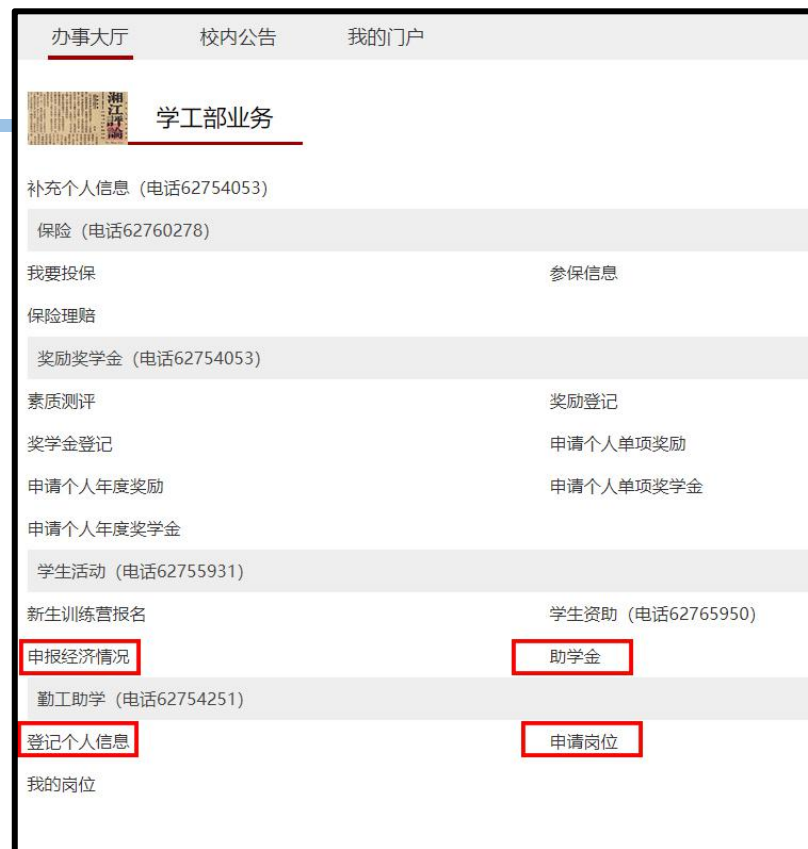 办事大厅 校内公告 我的门户
湘江評論
学工部业务
补充个人信息 (电话62754053)
保险 (电话62760278)
我要投保 参保信息
保险理赔
奖励奖学金 (电话62754053)
素质测评 奖励登记
奖学金登记 申请个人单项奖励
申请个人年度奖励 申请个人单项奖学金
申请个人年度奖学金
学生活动 (电话62755931)
新生训练营报名 学生资助 (电话62765950)
申报经济情况 助学金
勤工助学 (电话62754251)
登记个人信息 申请岗位
我的岗位